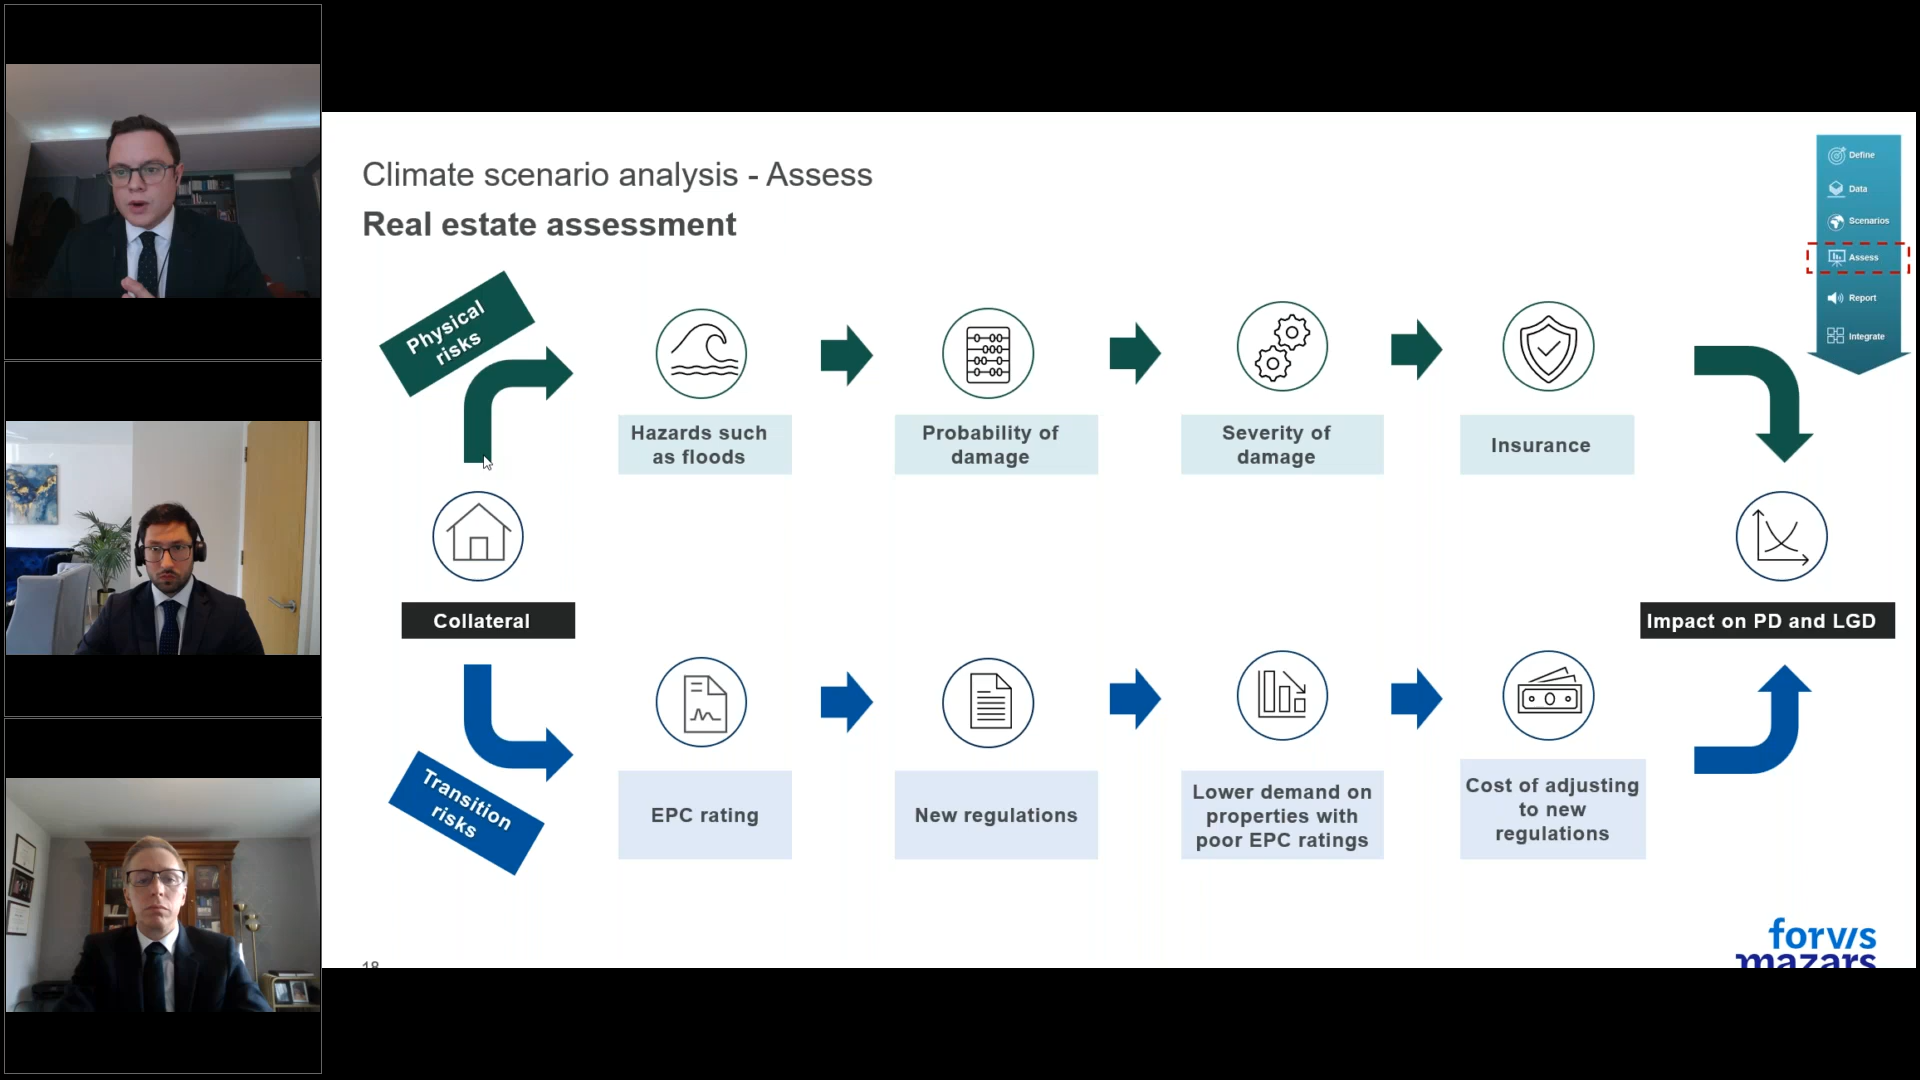 Climate scenario analysis - Assess
Real estate assessment
Define
Data
Scenarios
Assess
Report
Integrate
Physical
risks
Hazards such
as floods
Probability of
damage
Severity of
damage
Insurance
Collateral
Impact on PD and LGD
Transition
risks
EPC rating
New regulations
Lower demand on
properties with
poor EPC ratings
Cost of adjusting
to new
regulations
18
forvis
mazars